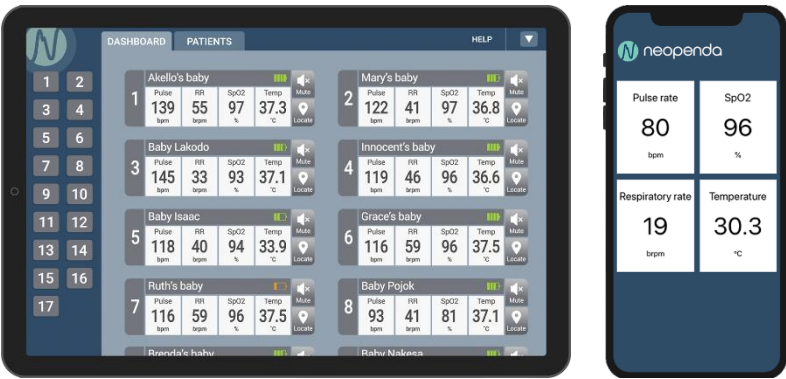 DASHBOARD PATIENTS HELP
1 2
3 4
5 6
7 8
9 10
11 12
13 14
15 16
17
1 Akello's baby
Pulse RR SpO2 Temp Mute
139 55 97 37.3
bpm brpm % °C Locate
2 Mary's baby
Pulse RR SpO2 Temp Mute
122 41 97 36.8
bpm brpm % °C Locate
3 Baby Lakodo
Pulse RR SpO2 Temp Mute
145 33 93 37.1
bpm brpm % °C Locate
4 Innocent's baby
Pulse RR SpO2 Temp Mute
119 46 96 36.6
bpm brpm % °C Locate
5 Baby Isaac
Pulse RR SpO2 Temp Mute
118 40 94 33.9
bpm brpm % °C Locate
6 Grace's baby
Pulse RR SpO2 Temp Mute
116 59 96 37.5
bpm brpm % °C Locate
7 Ruth's baby
Pulse RR SpO2 Temp Mute
116 59 96 37.5
bpm brpm % °C Locate
8 Baby Pojok
Pulse RR SpO2 Temp Mute
93 41 81 37.1
bpm brpm % °C Locate
Brenda's baby
Baby Nakesa
neopenda
Pulse rate
80
bpm
SpO2
96
%
Respiratory rate
19
brpm
Temperature
30.3
°C